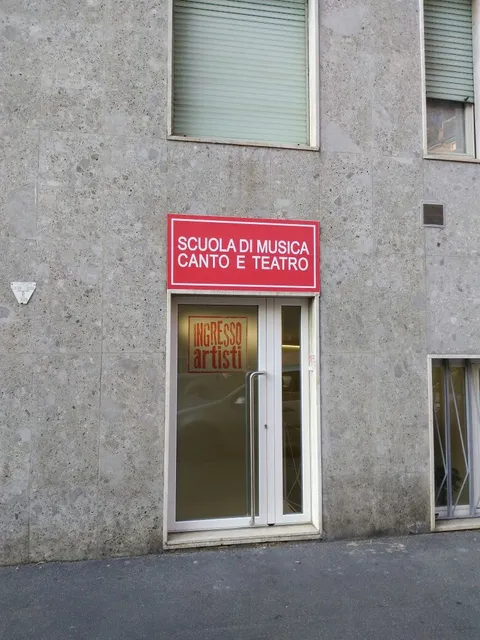 SCUOLA DI MUSICA
CANTO E TEATRO
INGRESSO
artisti